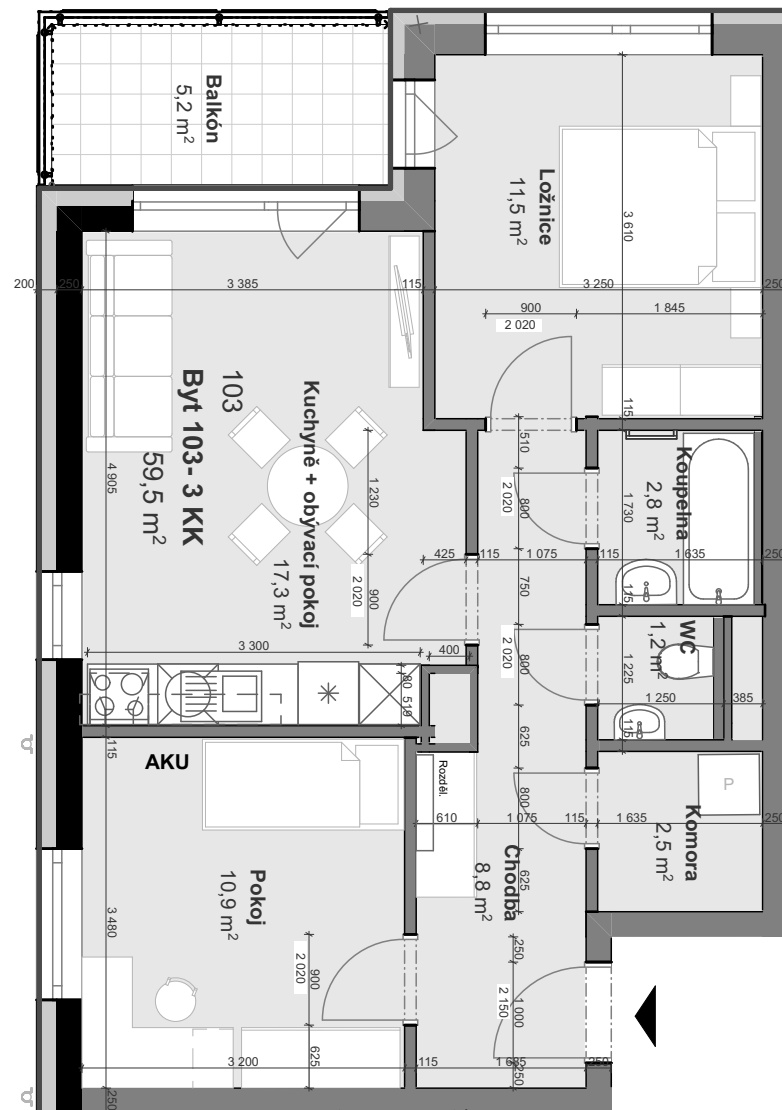 Balkón
5,2 m²
Ložnice
11,5 m²
3 610
200
250
3 385
115
3 250
250
900
1 845
2 020
115
103
Byt 103- 3 KK
59,5 m²
Kuchyně + obývací pokoj
17,3 m²
4 905
1 230
900
2 020
510
800
2 020
750
Koupelna
2,8 m²
1 730
425
115
1 075
115
1 635
250
115
3 300
400
80
519
800
2 020
625
WC
1,2 m²
1 225
1 250
385
115
115
AKU
Rozděl.
Pokoj
10,9 m²
3 480
800
625
610
1 075
115
1 635
250
P
Komora
2,5 m²
Chodba
8,8 m²
900
2 020
625
250
1 000
2 150
250
3 200
115
1 685
250
250